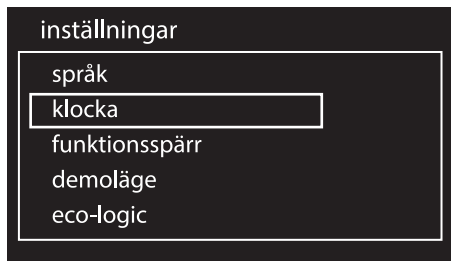 inställningar
språk
klocka
funktionsspärr
demoläge
eco-logic